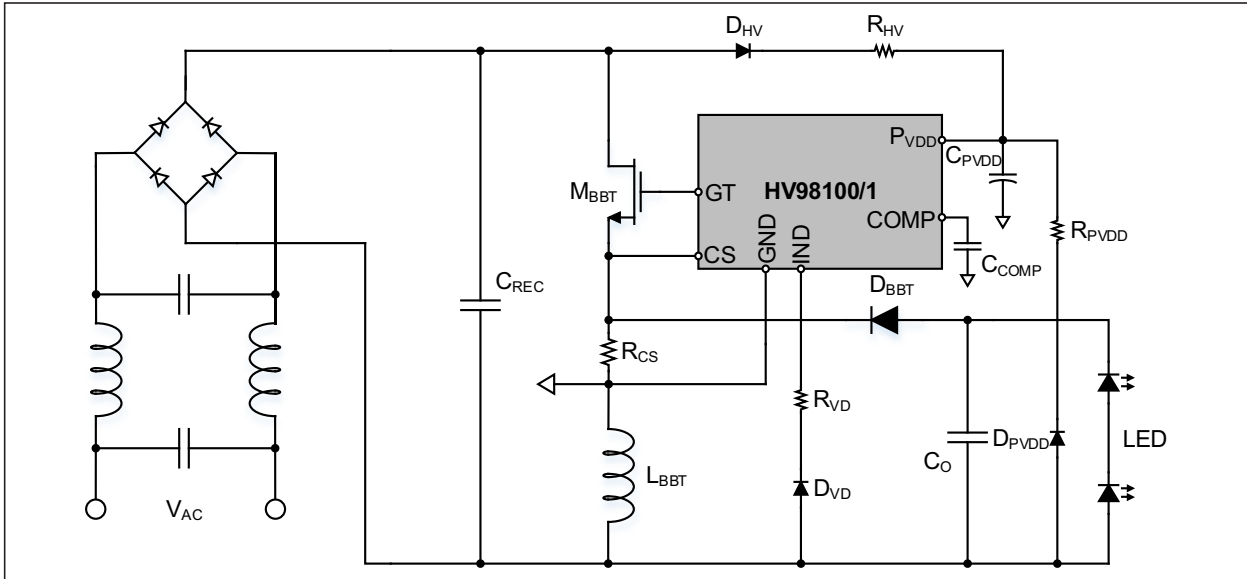 D_HV
R_HV
P_VDD
C_PVDD
HV98100/1
M_BBT
GT
COMP
GND
IND
CS
R_PVDD
C_COMP
C_REC
D_BBT
R_CS
R_VD
C_O
D_PVDD
LED
L_BBT
D_VD
V_AC